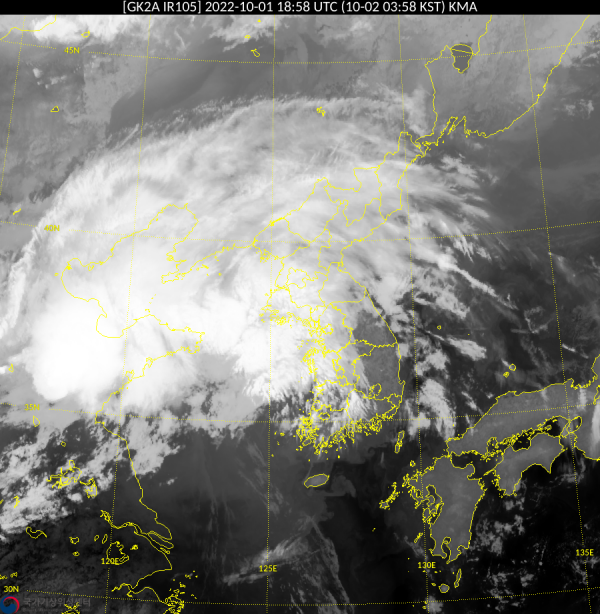 [GK2A IR105] 2022-10-01 18:58 UTC (10-02 03:58 KST) KMA
45N
40N
35N
120E
125E
130E
135E
30N